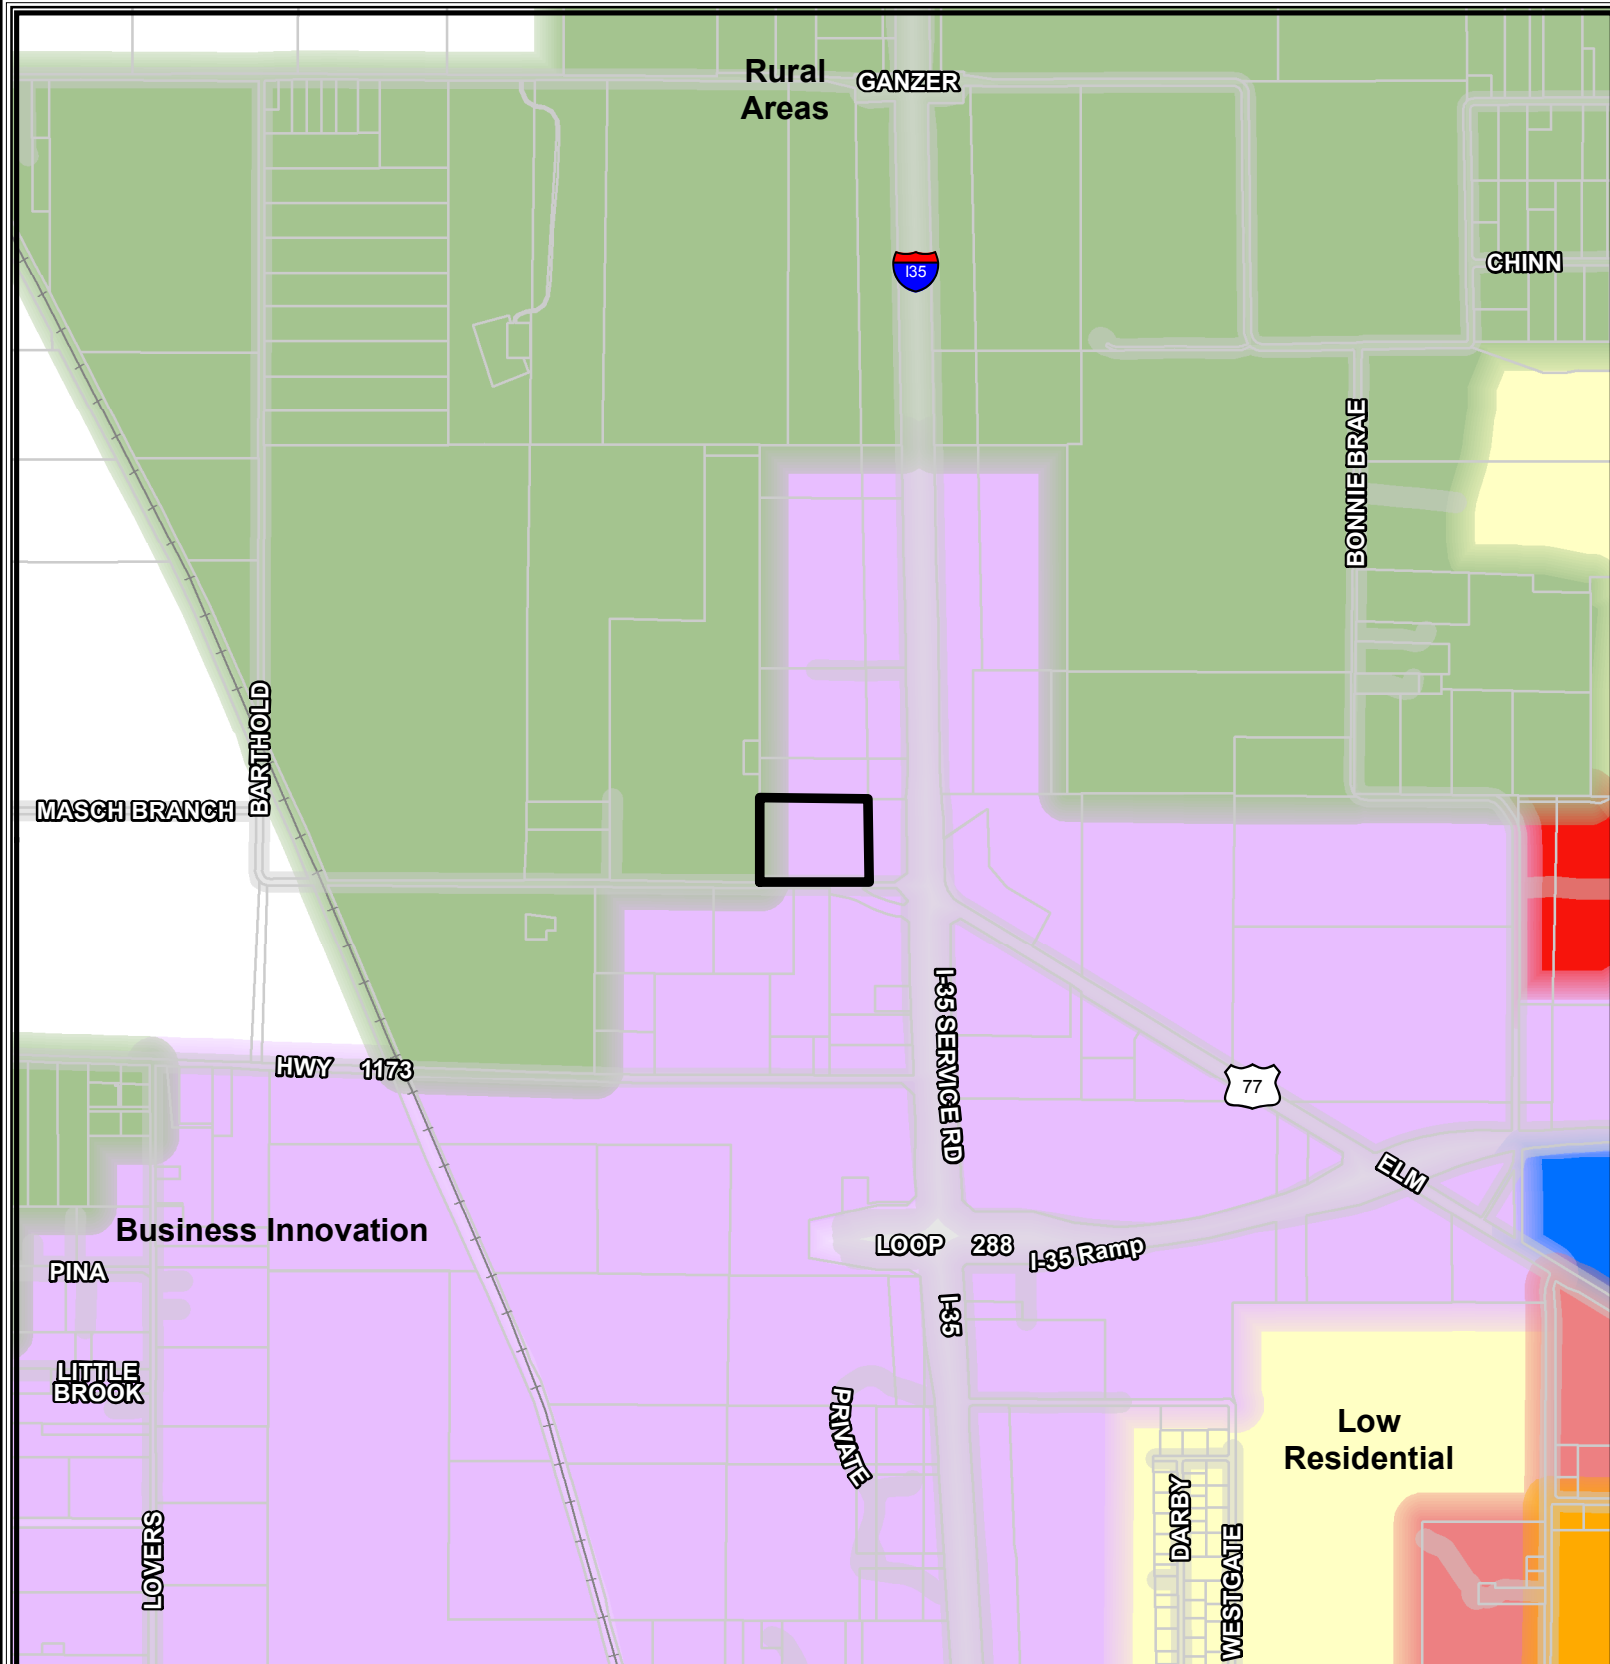 Rural
Areas
GANZER
I35
CHINN
BONNIE BRAE
BARTHOLD
MASCH BRANCH
I-35 SERVICE RD
HWY 1173
77
ELM
Business Innovation
LOOP 288
I-35 Ramp
PINA
I-35
LITTLE
BROOK
PRIVATE
Low
Residential
DARBY
LOVERS
WESTGATE